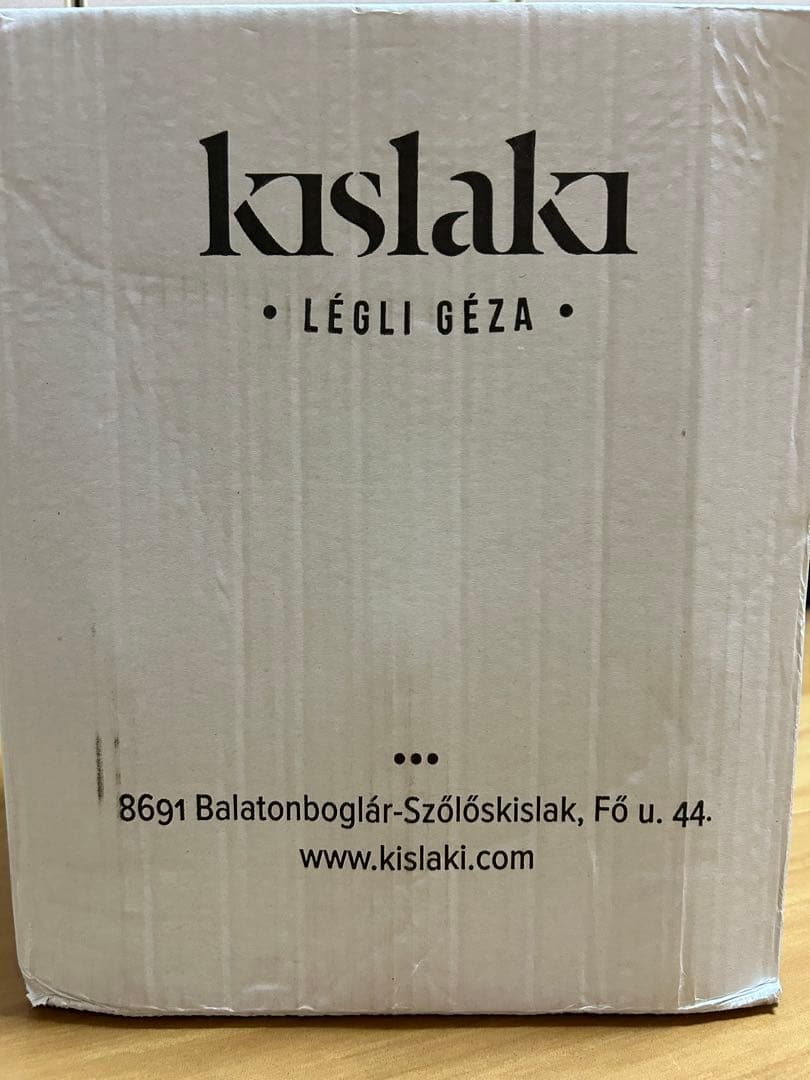 kislaki
• LÉGLI GÉZA •
•••
8691 Balatonboglár-Szőlőskislak, Fő u. 44.
www.kislaki.com